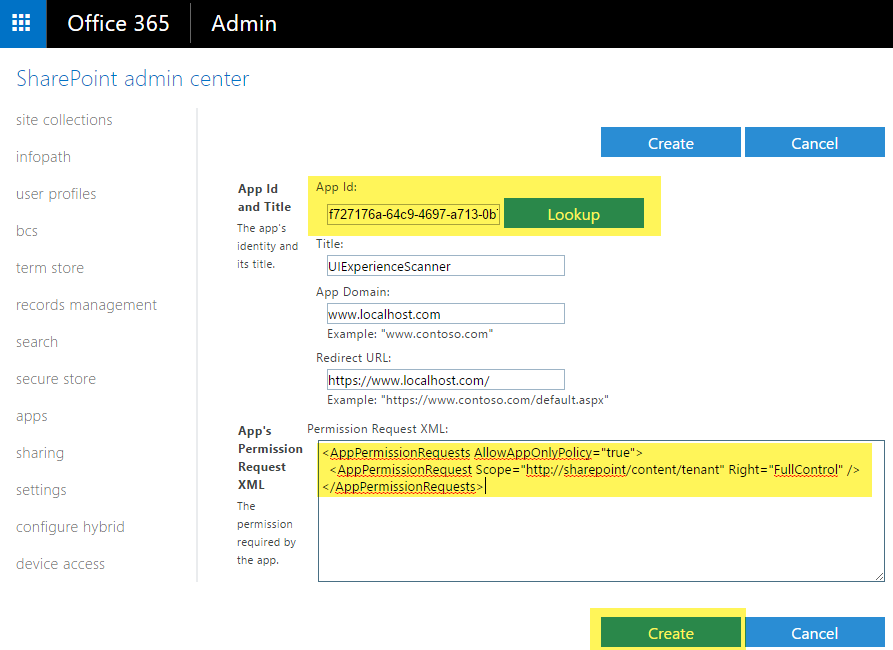 Office 365 Admin
SharePoint admin center
site collections
infopath
user profiles
bcs
term store
records management
search
secure store
apps
sharing
settings
configure hybrid
device access
Create Cancel
App Id
and Title
The app's
identity and
its title.
App Id:
f727176a-64c9-4697-a713-0b
Lookup
Title:
UIExperienceScanner
App Domain:
www.localhost.com
Example: "www.contoso.com"
Redirect URL:
https://www.localhost.com/
Example: "https://www.contoso.com/default.aspx"
App's
Permission
Request
XML
The
permission
required by
the app.
Permission Request XML:
<AppPermissionRequests AllowAppOnlyPolicy="true">
<AppPermissionRequest Scope="http://sharepoint/content/tenant" Right="FullControl" />
</AppPermissionRequests>
Create Cancel